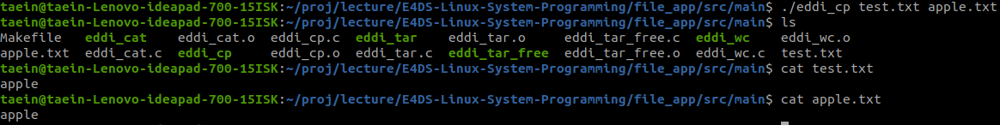 taein@taein-Lenovo-ideapad-700-15ISK:~/proj/lecture/E4DS-Linux-System-Programming/file_app/src/main$ ./eddi_cp test.txt apple.txt
taein@taein-Lenovo-ideapad-700-15ISK:~/proj/lecture/E4DS-Linux-System-Programming/file_app/src/main$ ls
Makefile eddi_cat eddi_cat.o eddi_cp.c eddi_tar eddi_tar.o eddi_tar_free.c eddi_wc eddi_wc.o
apple.txt eddi_cat.c eddi_cp eddi_cp.o eddi_tar.c eddi_tar_free eddi_tar_free.o eddi_wc.c test.txt
taein@taein-Lenovo-ideapad-700-15ISK:~/proj/lecture/E4DS-Linux-System-Programming/file_app/src/main$ cat test.txt
apple
taein@taein-Lenovo-ideapad-700-15ISK:~/proj/lecture/E4DS-Linux-System-Programming/file_app/src/main$ cat apple.txt
apple